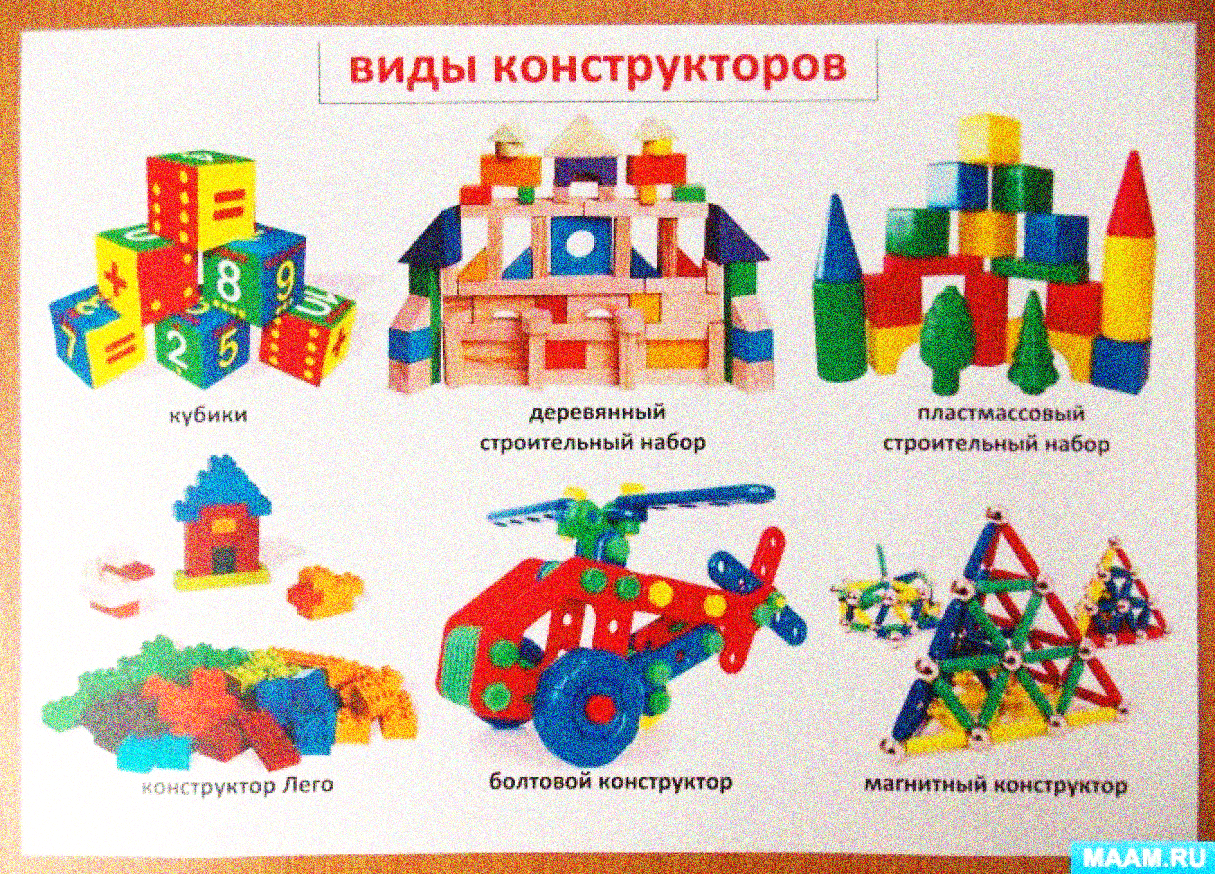 виды конструкторов
кубики
деревянный
строительный набор
пластмассовый
строительный набор
конструктор Лего
болтовой конструктор
магнитный конструктор
MAAM.RU